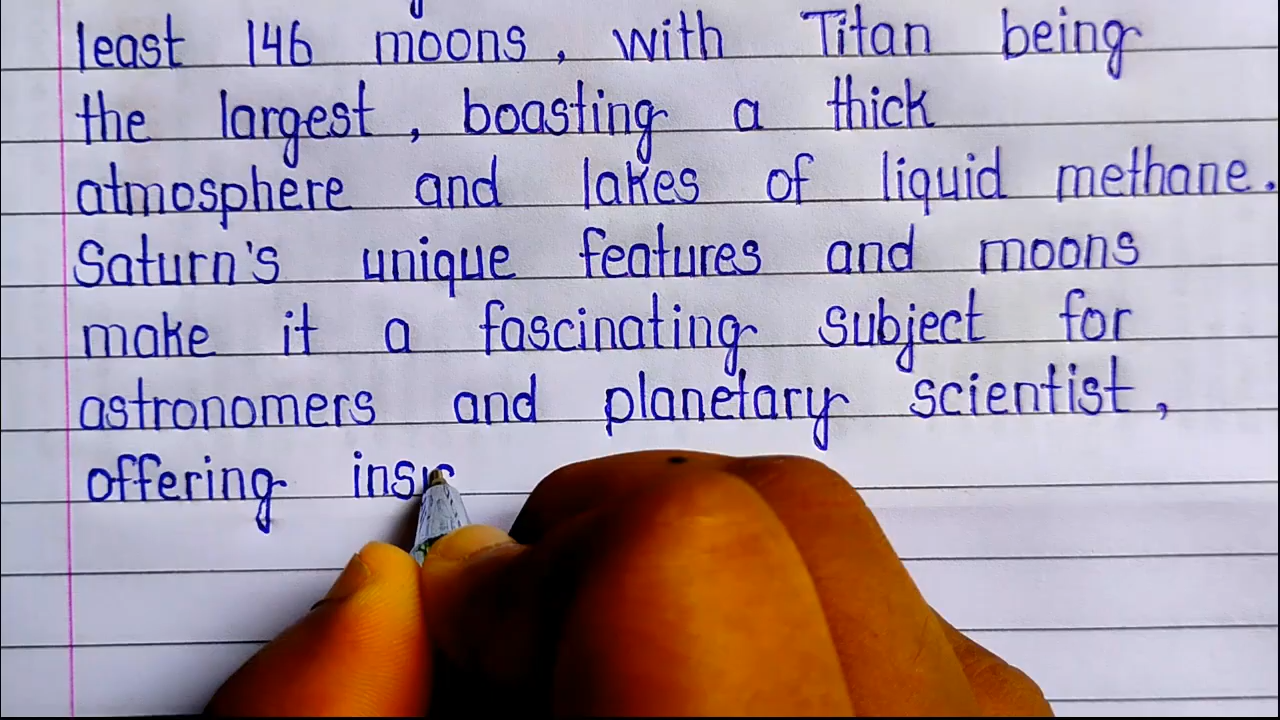 least 146 moons, with Titan being
the largest, boasting a thick
atmosphere and lakes of liquid methane.
Saturn's unique features and moons
make it a fascinating subject for
astronomers and planetary scientist,
offering